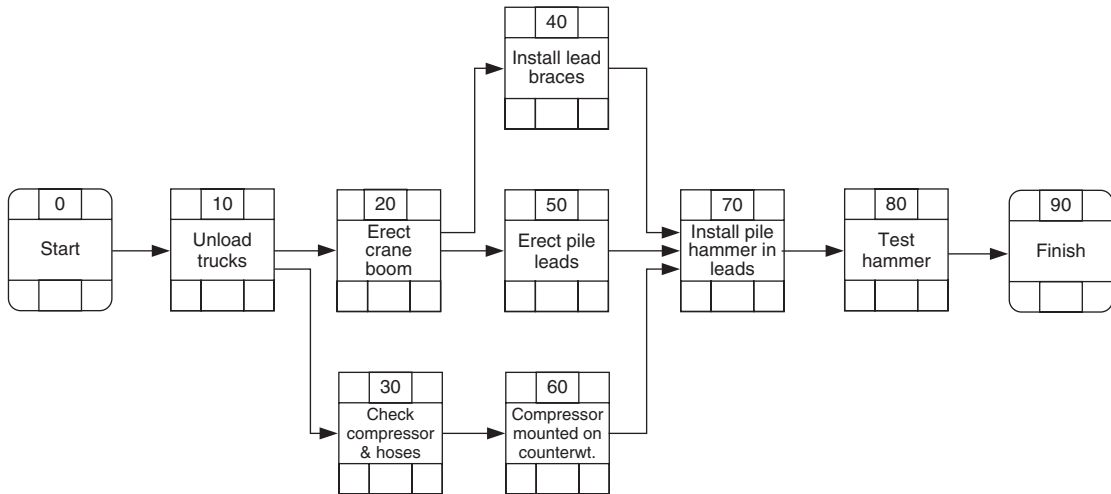 40
Install lead
braces
0
Start
10
Unload
trucks
20
Erect
crane
boom
50
Erect pile
leads
70
Install pile
hammer in
leads
80
Test
hammer
90
Finish
30
Check
compressor
& hoses
60
Compressor
mounted on
counterwt.